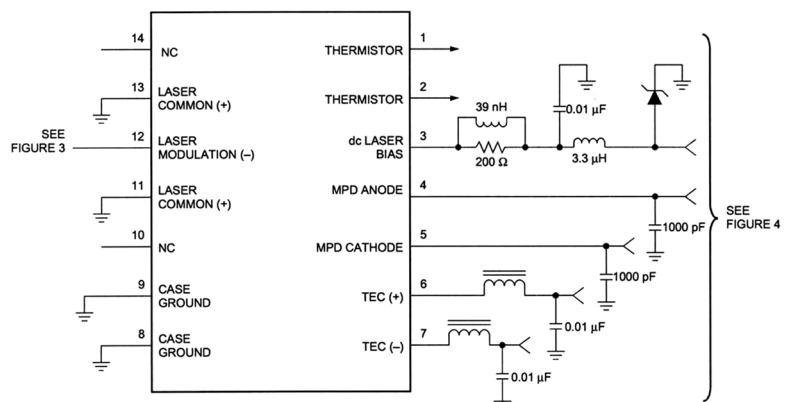 14
NC
13
LASER
COMMON (+)
SEE
FIGURE 3
12
LASER
MODULATION (–)
11
LASER
COMMON (+)
10
NC
9
CASE
GROUND
8
CASE
GROUND
THERMISTOR
1
THERMISTOR
2
dc LASER
BIAS
3
39 nH
200 Ω
0.01 µF
3.3 µH
MPD ANODE
4
1000 pF
MPD CATHODE
5
1000 pF
TEC (+)
6
0.01 µF
TEC (–)
7
0.01 µF
SEE
FIGURE 4